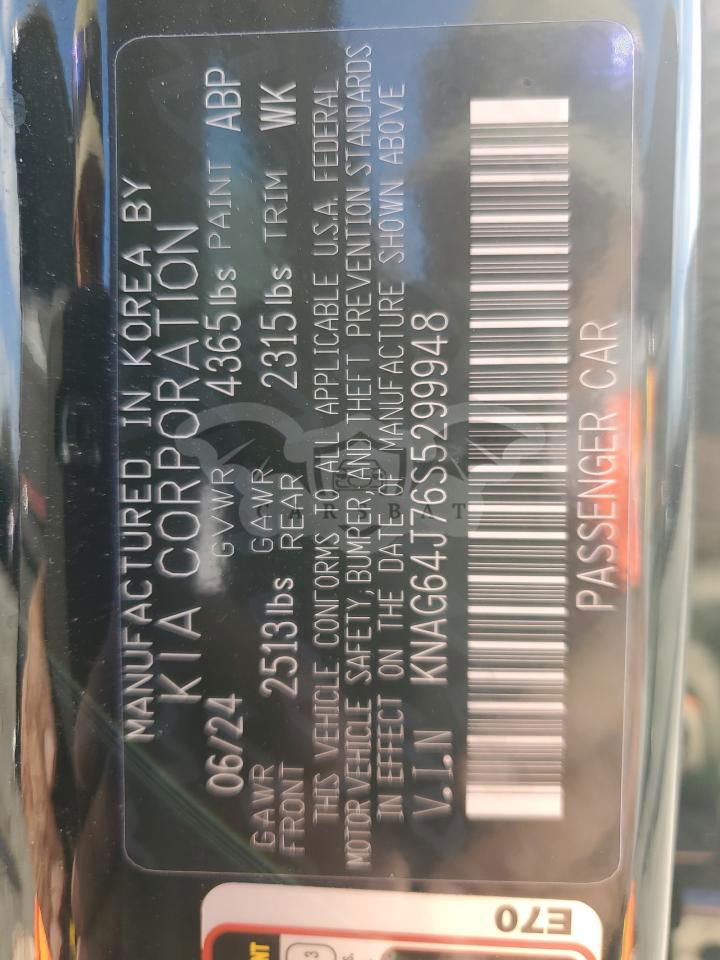 MANUFACTURED IN KOREA BY
KIA CORPORATION
06/24 GVWR 4365lbs PAINT ABP
GAWR FRONT 2513lbs GAWR REAR 2315lbs TRIM WK
THIS VEHICLE CONFORMS TO ALL APPLICABLE U.S.A. FEDERAL
MOTOR VEHICLE SAFETY, BUMPER, AND THEFT PREVENTION STANDARDS
IN EFFECT ON THE DATE OF MANUFACTURE SHOWN ABOVE
V.I.N KNAG64J76S5299948
PASSENGER CAR
CARSBAT
E70